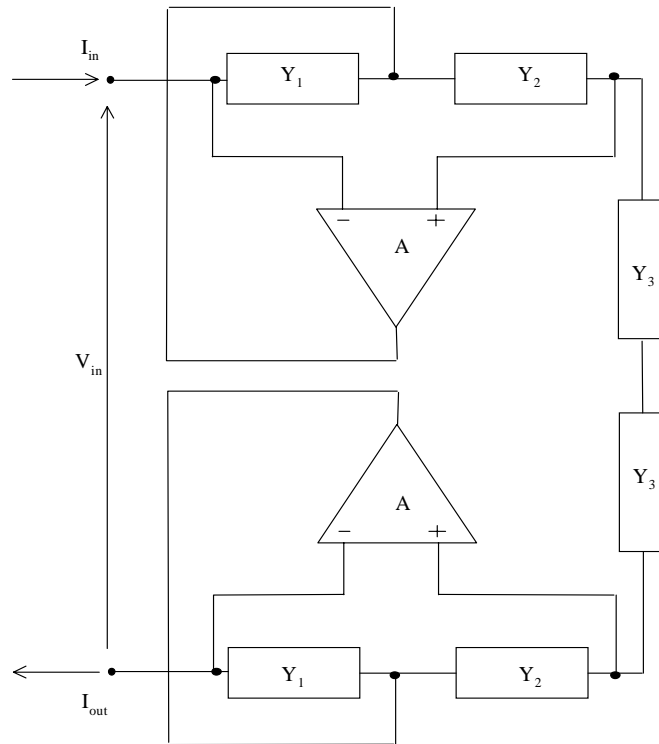 I_in
Y_1
Y_2
− +
A
Y_3
V_in
Y_3
A
− +
Y_1
Y_2
I_out